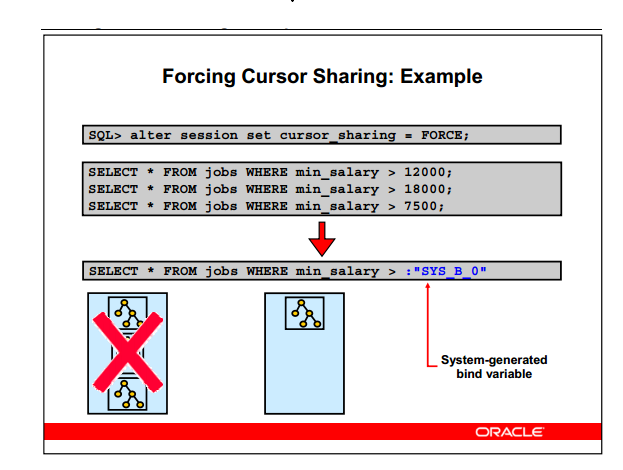 Forcing Cursor Sharing: Example
SQL> alter session set cursor_sharing = FORCE;
SELECT * FROM jobs WHERE min_salary > 12000;
SELECT * FROM jobs WHERE min_salary > 18000;
SELECT * FROM jobs WHERE min_salary > 7500;
SELECT * FROM jobs WHERE min_salary > :"SYS_B_0"
System-generated
bind variable
ORACLE